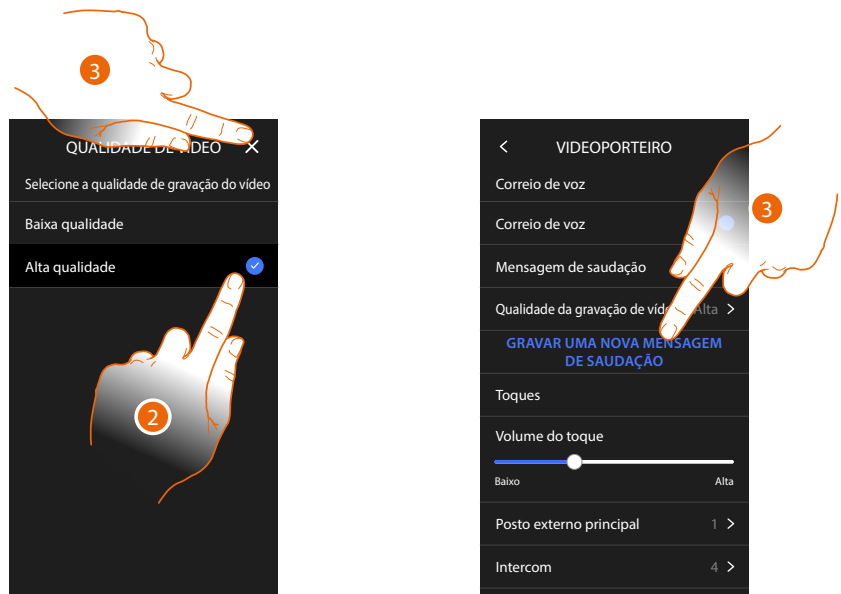 3
QUALIDADE DE VÍDEO
Selecione a qualidade de gravação do vídeo
Baixa qualidade
Alta qualidade
2
VIDEOPORTEIRO
Correio de voz
Correio de voz
3
Mensagem de saudação
Qualidade da gravação de Alta
GRAVAR UMA NOVA MENSAGEM
DE SAUDAÇÃO
Toques
Volume do toque
Baixo Alta
Posto externo principal 1
Intercom 4